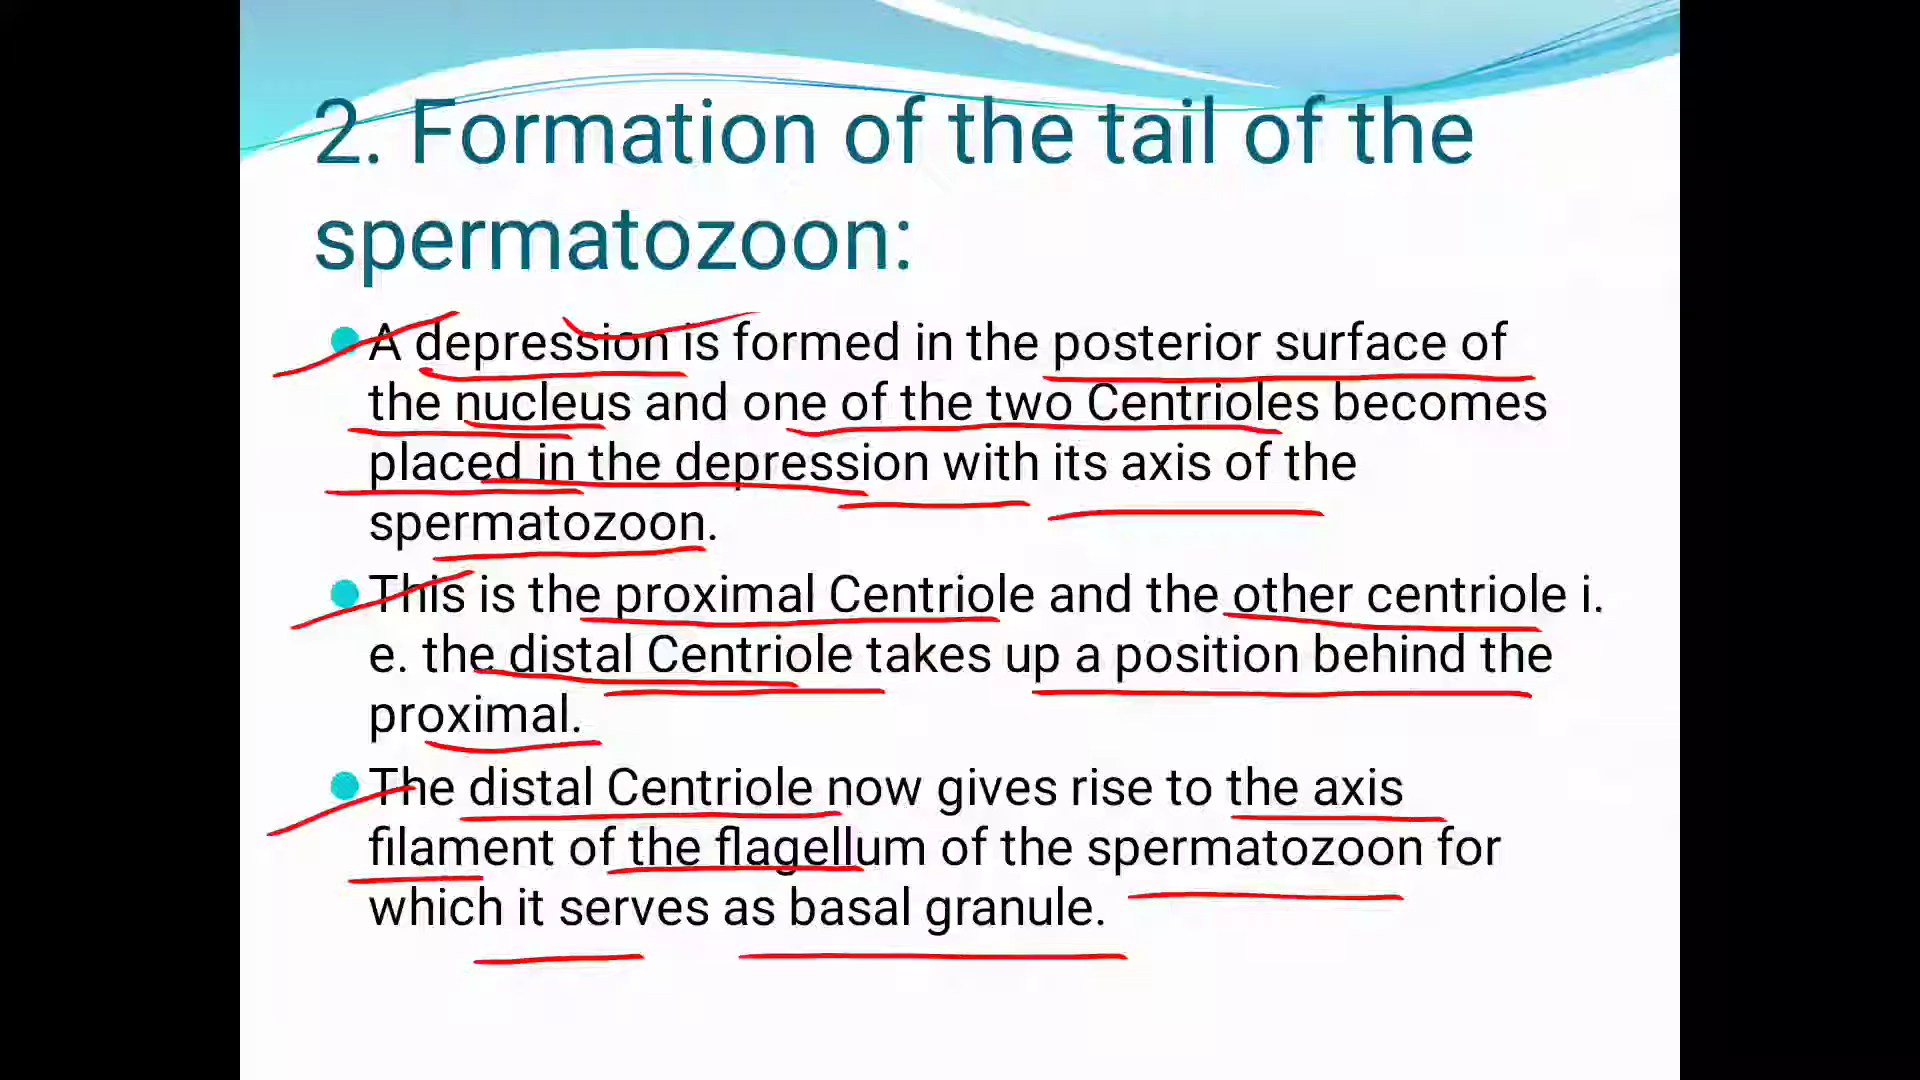 2. Formation of the tail of the
spermatozoon:
A depression is formed in the posterior surface of
the nucleus and one of the two Centrioles becomes
placed in the depression with its axis of the
spermatozoon.
This is the proximal Centriole and the other centriole i.
e. the distal Centriole takes up a position behind the
proximal.
The distal Centriole now gives rise to the axis
filament of the flagellum of the spermatozoon for
which it serves as basal granule.